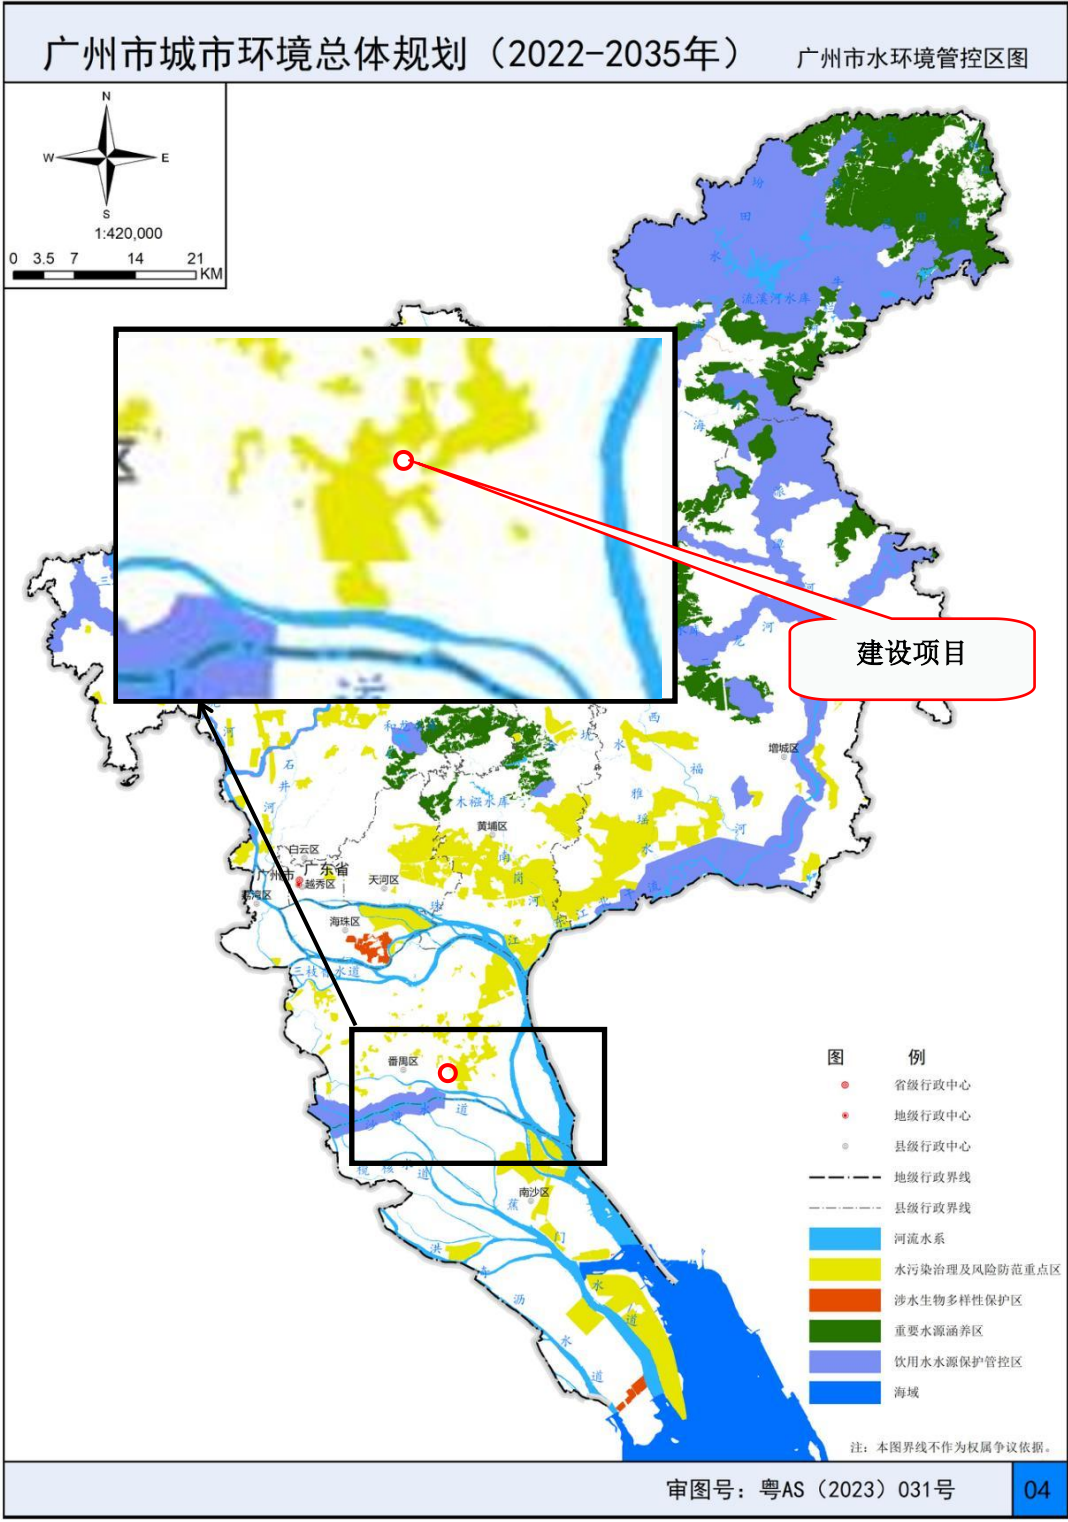 广州市城市环境总体规划（2022-2035年）
广州市水环境管控区图
N
W
E
S
1:420,000
0 3.5 7 14 21
KM
流溪河水库
建设项目
增城区
木强水库
黄埔区
白云区
广东省
广州市
越秀区
天河区
荔湾区
海珠区
番禺区
南沙区
图 例
省级行政中心
地级行政中心
县级行政中心
地级行政界线
县级行政界线
河流水系
水污染治理及风险防范重点区
涉水生物多样性保护区
重要水源涵养区
饮用水水源保护管控区
海域
注：本图界线不作为权属争议依据。
审图号：粤AS（2023）031号
04